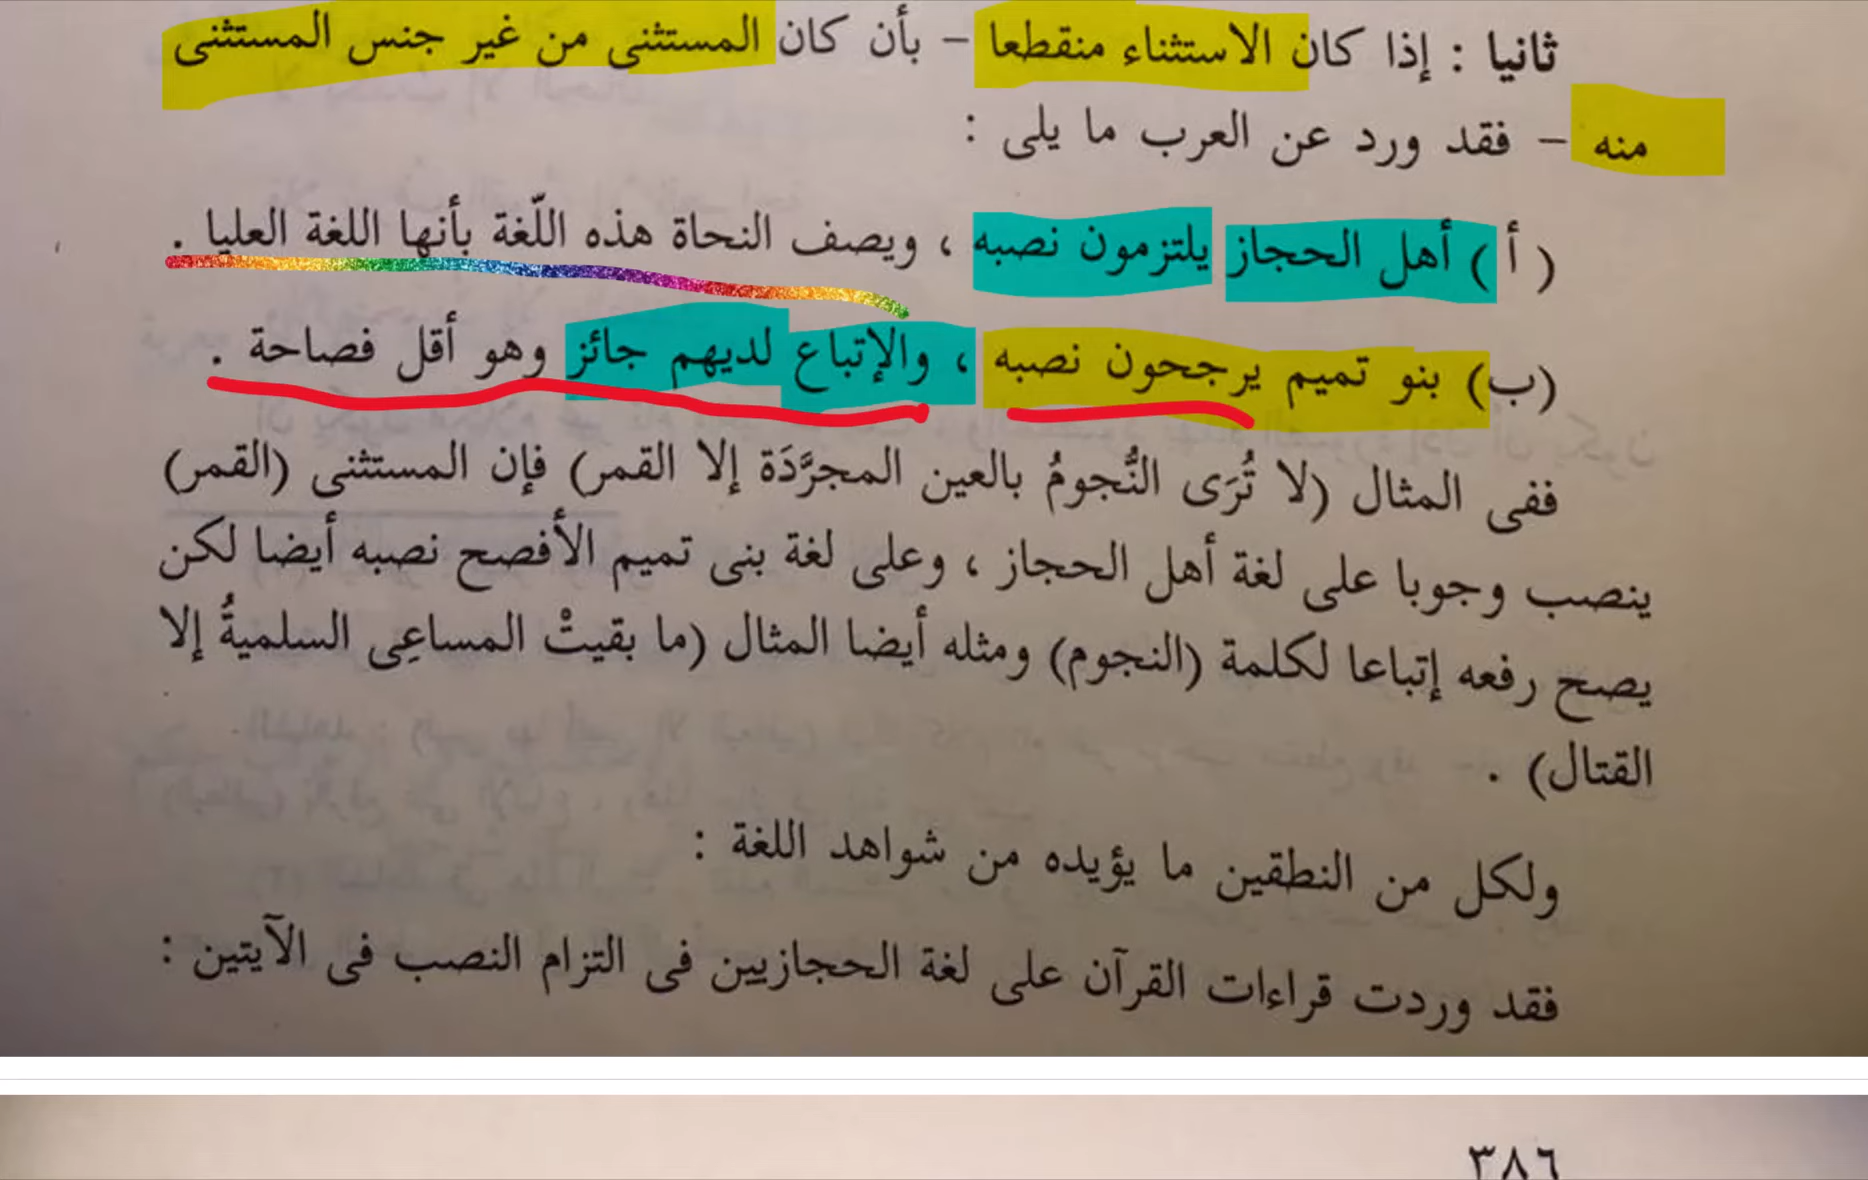 ثانيا : إذا كان الاستثناء منقطعا – بأن كان المستثنى من غير جنس المستثنى
منه – فقد ورد عن العرب ما يلى :
( أ ) أهل الحجاز يلتزمون نصبه ، ويصف النحاة هذه اللّغة بأنها اللغة العليا .
(ب) بنو تميم يرجحون نصبه ، والإتباع لديهم جائز وهو أقل فصاحة .
ففى المثال (لا تُرَى النُّجومُ بالعين المجرَّدَة إلا القمر) فإن المستثنى (القمر)
ينصب وجوبا على لغة أهل الحجاز ، وعلى لغة بنى تميم الأفصح نصبه أيضا لكن
يصح رفعه إتباعا لكلمة (النجوم) ومثله أيضا المثال (ما بقيتْ المساعِى السلميةُ إلا
القتال) .
ولكل من النطقين ما يؤيده من شواهد اللغة :
فقد وردت قراءات القرآن على لغة الحجازيين فى التزام النصب فى الآيتين :
٣٨٦